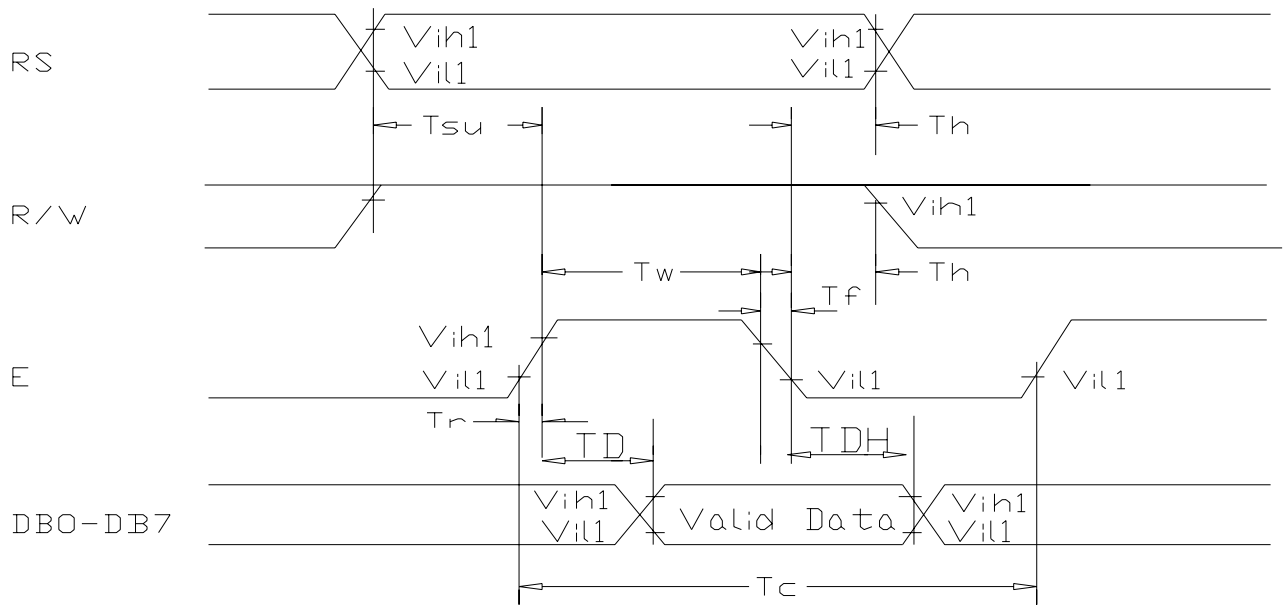 RS
Vih1
Vil1
Vih1
Vil1
Tsu
Th
R/W
Vih1
Tw
Th
Tf
E
Vih1
Vil1
Vil1
Vil1
Tr
TD
TDH
DB0-DB7
Vih1
Vil1
Valid Data
Vih1
Vil1
Tc